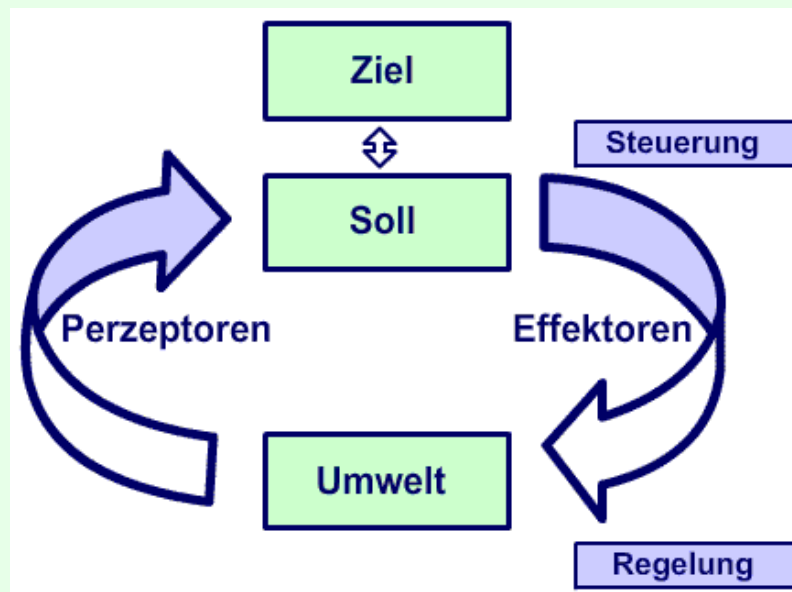 Ziel
Steuerung
Soll
Perzeptoren
Effektoren
Umwelt
Regelung